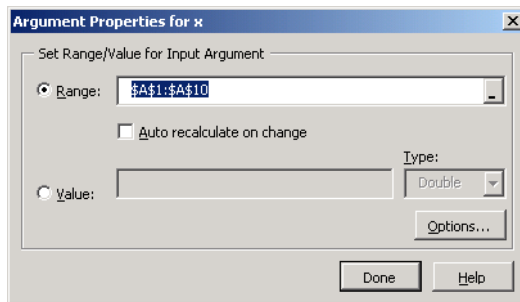 Argument Properties for x
Set Range/Value for Input Argument
Range: $A$1:$A$10 _
Auto recalculate on change
Type:
Value: Double
Options...
Done Help